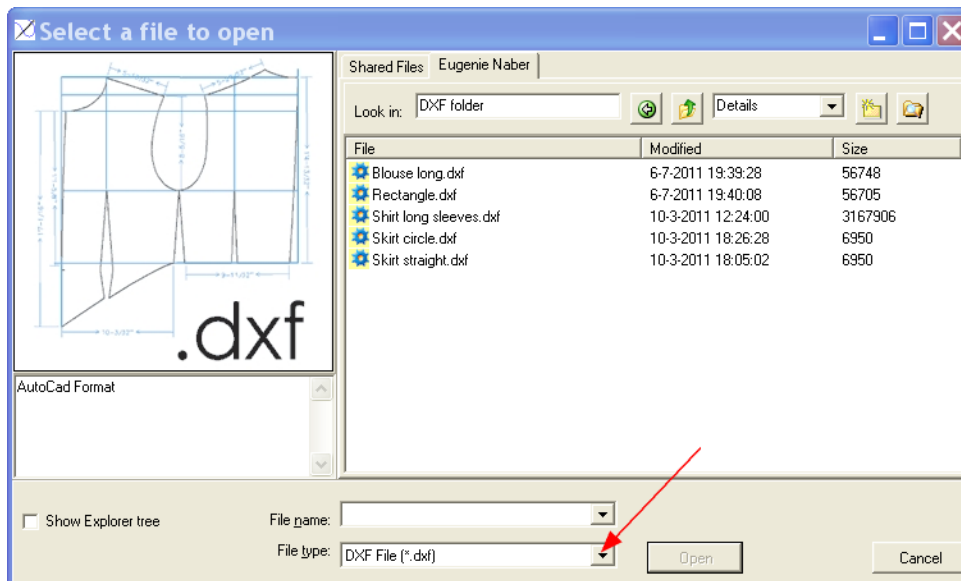 Select a file to open
Shared Files Eugenie Naber
Look in: DXF folder Details
File Modified Size
Blouse long.dxf 6-7-2011 19:39:28 56748
Rectangle.dxf 6-7-2011 19:40:08 56705
Shirt long sleeves.dxf 10-3-2011 12:24:00 3167906
Skirt circle.dxf 10-3-2011 18:26:28 6950
Skirt straight.dxf 10-3-2011 18:05:02 6950
.dxf
AutoCad Format
Show Explorer tree
File name:
File type: DXF File (*.dxf)
Open Cancel